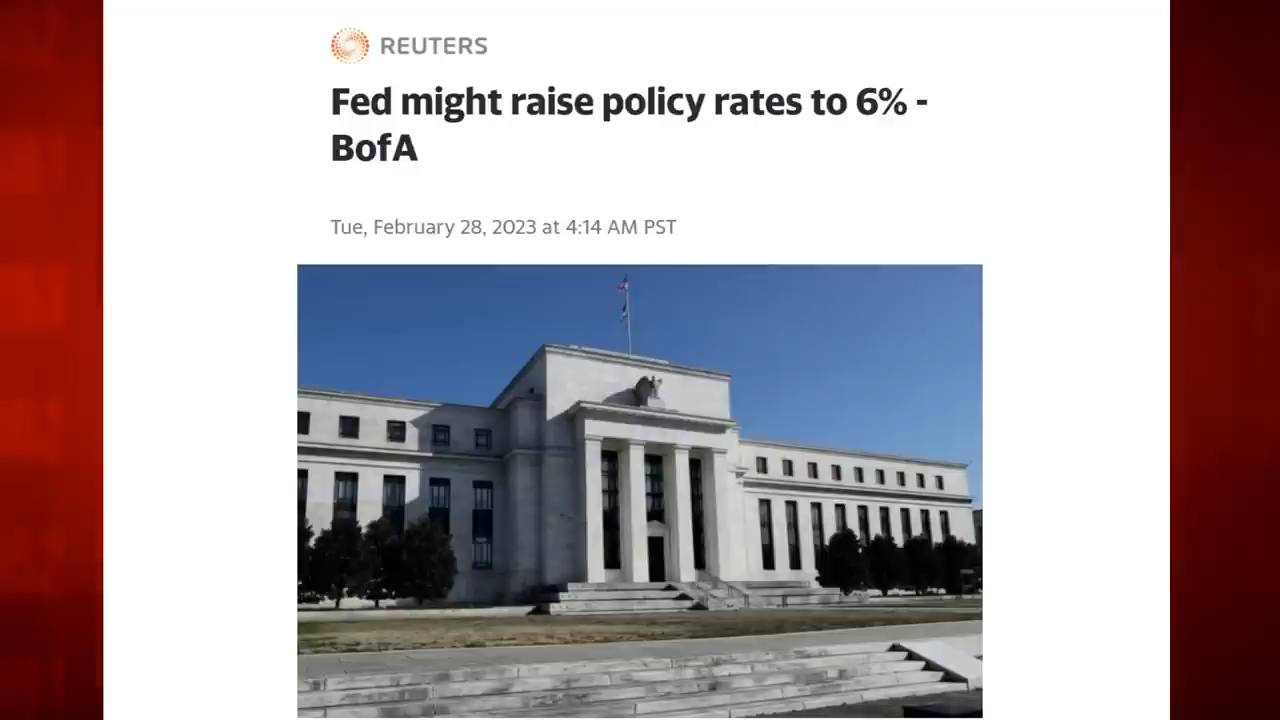 REUTERS
Fed might raise policy rates to 6% -
BofA
Tue, February 28, 2023 at 4:14 AM PST